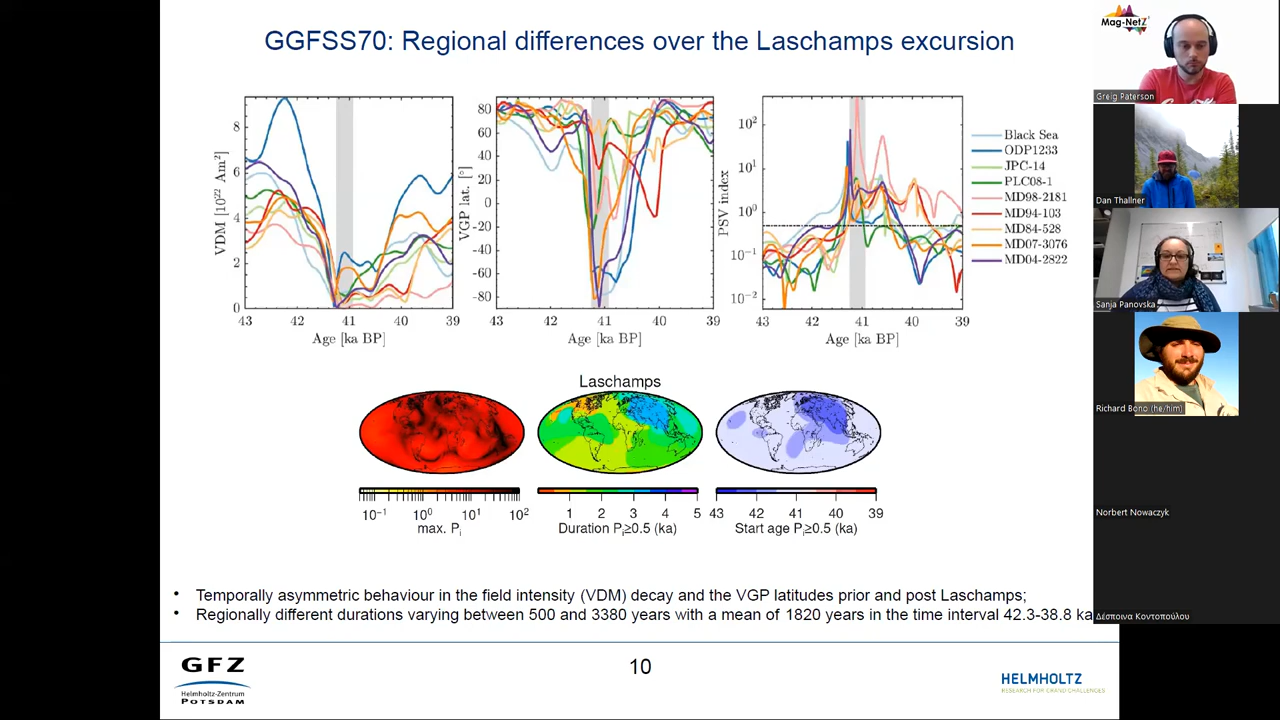 GGFSS70: Regional differences over the Laschamps excursion
8
6
4
2
0
VDM [10²² Am²]
43 42 41 40 39
Age [ka BP]
80
60
40
20
0
-20
-40
-60
-80
VGP lat. [°]
43 42 41 40 39
Age [ka BP]
10²
10¹
10⁰
10⁻¹
10⁻²
PSV index
43 42 41 40 39
Age [ka BP]
Black Sea
ODP1233
JPC-14
PLC08-1
MD98-2181
MD94-103
MD84-528
MD07-3076
MD04-2822
Laschamps
10⁻¹ 10⁰ 10¹ 10²
max. Pᵢ
1 2 3 4 5
Duration Pᵢ≥0.5 (ka)
43 42 41 40 39
Start age Pᵢ≥0.5 (ka)
• Temporally asymmetric behaviour in the field intensity (VDM) decay and the VGP latitudes prior and post Laschamps;
• Regionally different durations varying between 500 and 3380 years with a mean of 1820 years in the time interval 42.3-38.8 ka
GFZ
Helmholtz-Zentrum
POTSDAM
10
HELMHOLTZ
RESEARCH FOR GRAND CHALLENGES
Mag-NetZ
Greig Paterson
Dan Thallner
Sanja Panovska
Richard Bono (he/him)
Norbert Nowaczyk
Δέσποινα Κοντοπούλου